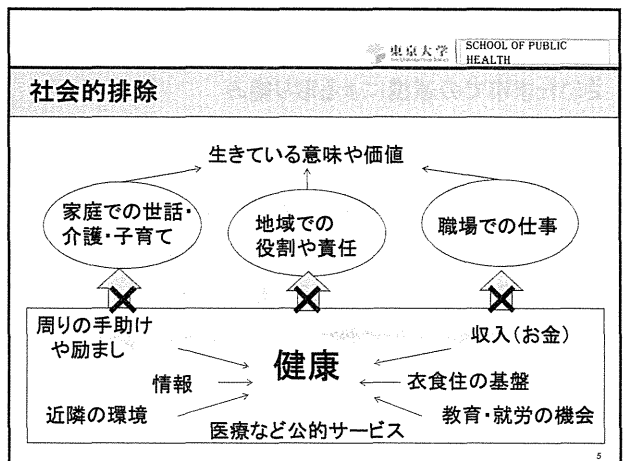 東京大学
SCHOOL OF PUBLIC
HEALTH
社会的排除
生きている意味や価値
家庭での世話・
介護・子育て
地域での
役割や責任
職場での仕事
周りの手助け
や励まし
収入(お金)
健康
情報
衣食住の基盤
近隣の環境
教育・就労の機会
医療など公的サービス
5